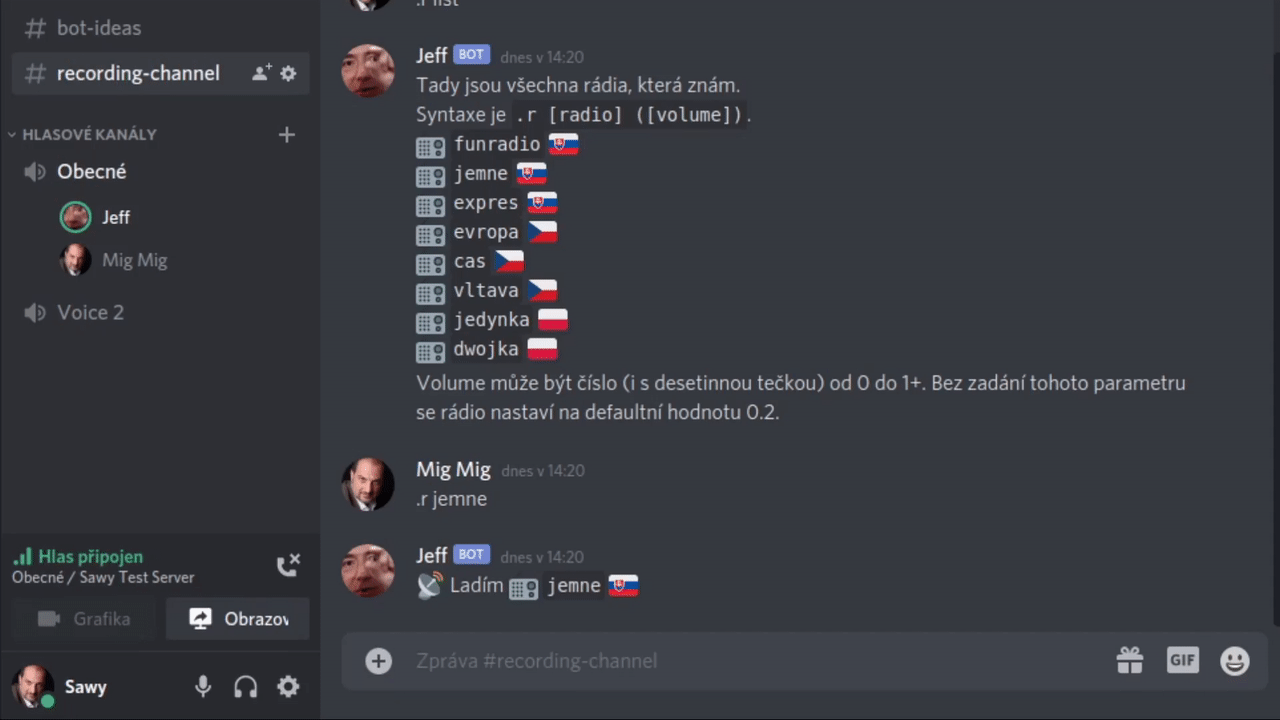 # bot-ideas
# recording-channel
HLASOVÉ KANÁLY
Obecné
Jeff
Mig Mig
Voice 2
Hlas připojen
Obecné / Sawy Test Server
Grafika
Obrazov
Sawy
.r list
Jeff BOT dnes v 14:20
Tady jsou všechna rádia, která znám.
Syntaxe je .r [radio] ([volume]).
funradio
jemne
expres
evropa
cas
vltava
jedynka
dwojka
Volume může být číslo (i s desetinnou tečkou) od 0 do 1+. Bez zadání tohoto parametru
se rádio nastaví na defaultní hodnotu 0.2.
Mig Mig dnes v 14:20
.r jemne
Jeff BOT dnes v 14:20
Ladím jemne
Zpráva #recording-channel
GIF